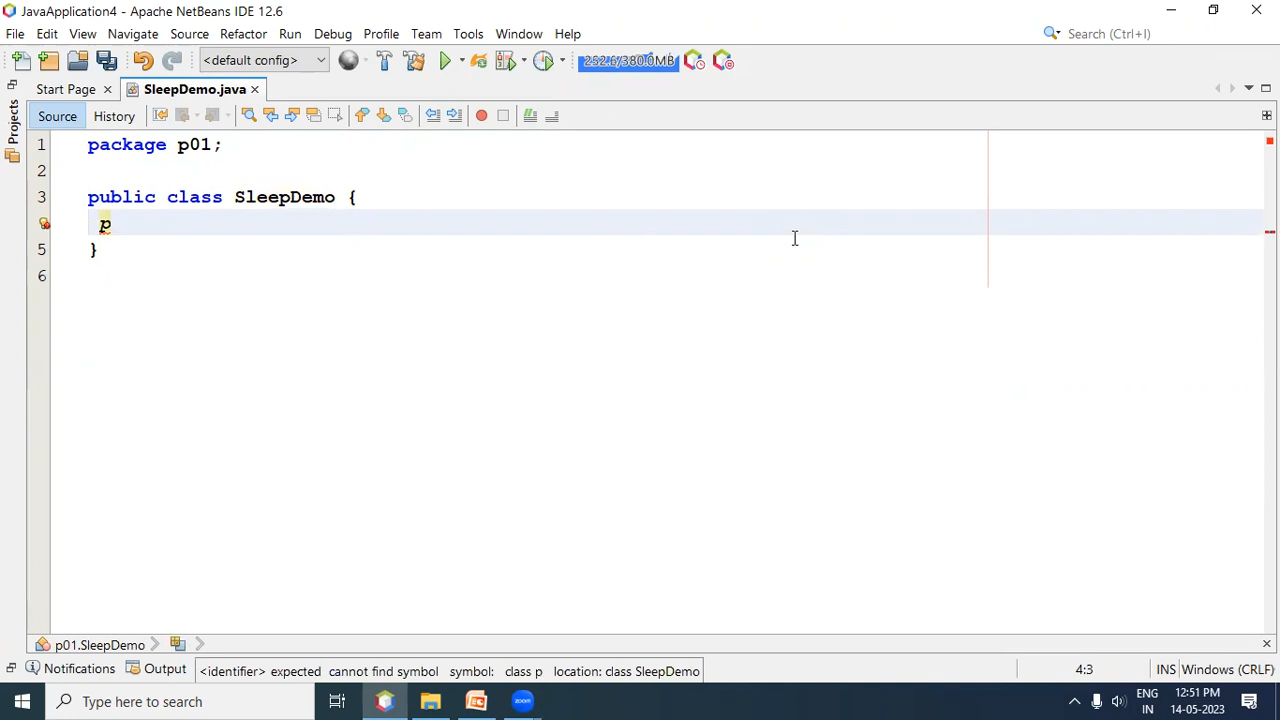 JavaApplication4 - Apache NetBeans IDE 12.6
File Edit View Navigate Source Refactor Run Debug Profile Team Tools Window Help
Search (Ctrl+I)
<default config>
252.6/380.0MB
Start Page
SleepDemo.java
Projects
Source History
1 package p01;
2
3 public class SleepDemo {
p
5 }
6
p01.SleepDemo
Notifications Output <identifier> expected cannot find symbol symbol: class p location: class SleepDemo 4:3 INS Windows (CRLF)
Type here to search
zoom
ENG
IN
12:51 PM
14-05-2023